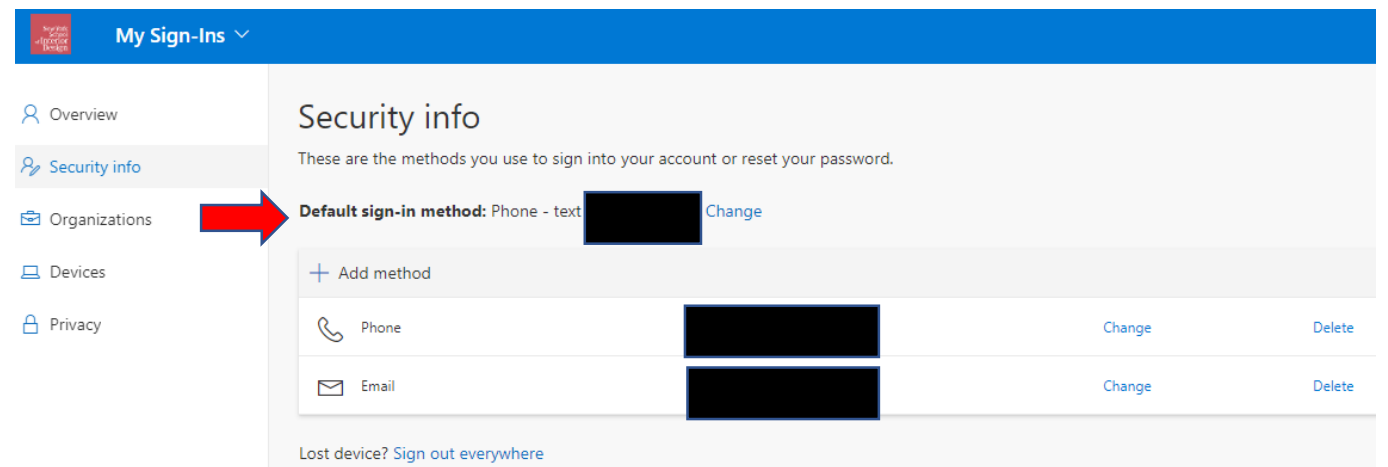 My Sign-Ins
Overview
Security info
Organizations
Devices
Privacy
Security info
These are the methods you use to sign into your account or reset your password.
Default sign-in method: Phone - text Change
Add method
Phone Change Delete
Email Change Delete
Lost device? Sign out everywhere